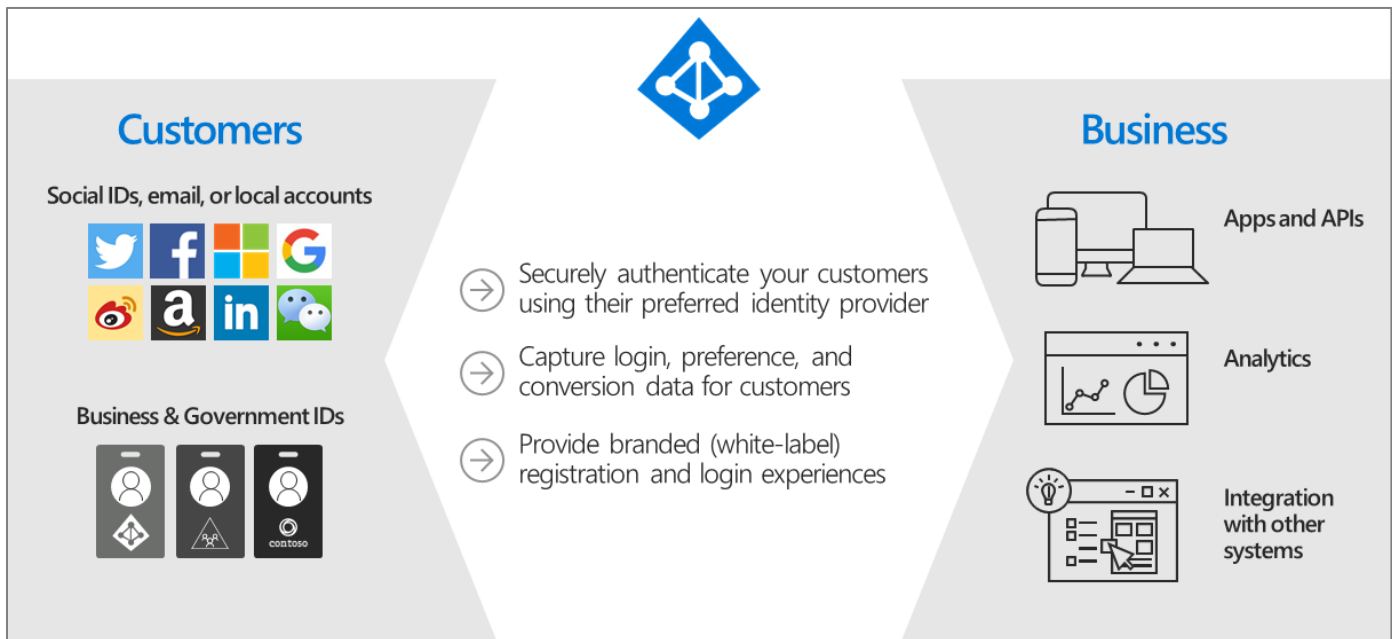 Customers
Social IDs, email, or local accounts
f
G
a
in
Business & Government IDs
contoso
Securely authenticate your customers
using their preferred identity provider
Capture login, preference, and
conversion data for customers
Provide branded (white-label)
registration and login experiences
Business
Apps and APIs
Analytics
Integration
with other
systems